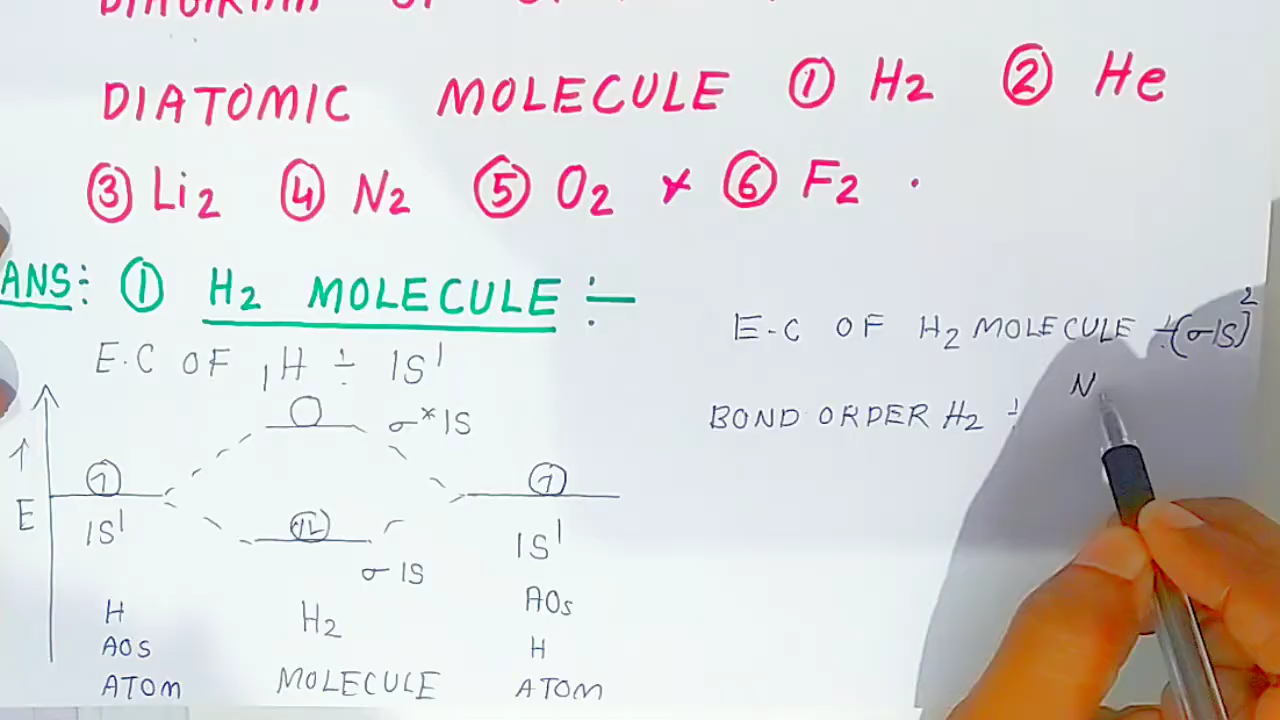 DIATOMIC MOLECULE ① H2 ② He
③ Li2 ④ N2 ⑤ O2 ⑥ F2 .
ANS: ① H2 MOLECULE :-
E.C OF 1H ÷ 1S¹
σ*1S
E
1S¹
σ 1S
1S¹
H
AOS
ATOM
H2
MOLECULE
AOs
H
ATOM
E-C OF H2 MOLECULE ÷(σ1S)²
N
BOND ORDER H2 ÷